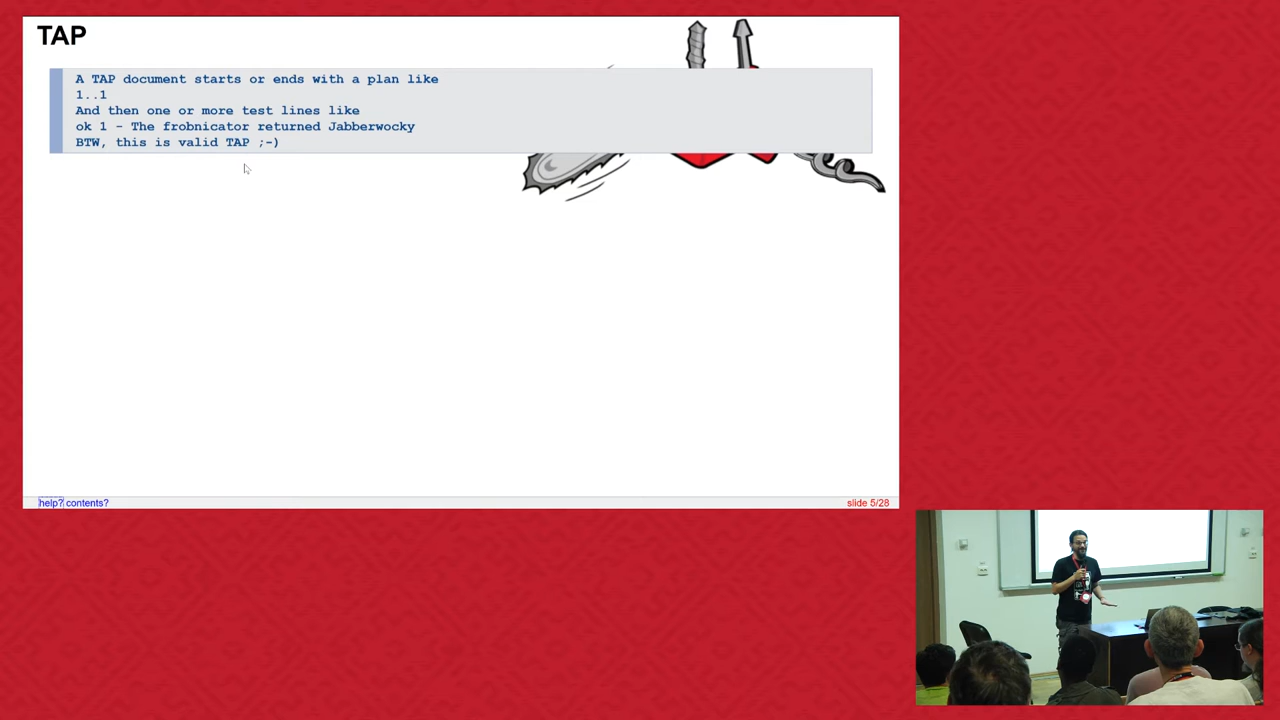 TAP
A TAP document starts or ends with a plan like
1..1
And then one or more test lines like
ok 1 - The frobnicator returned Jabberwocky
BTW, this is valid TAP ;-)
help? contents?
slide 5/28